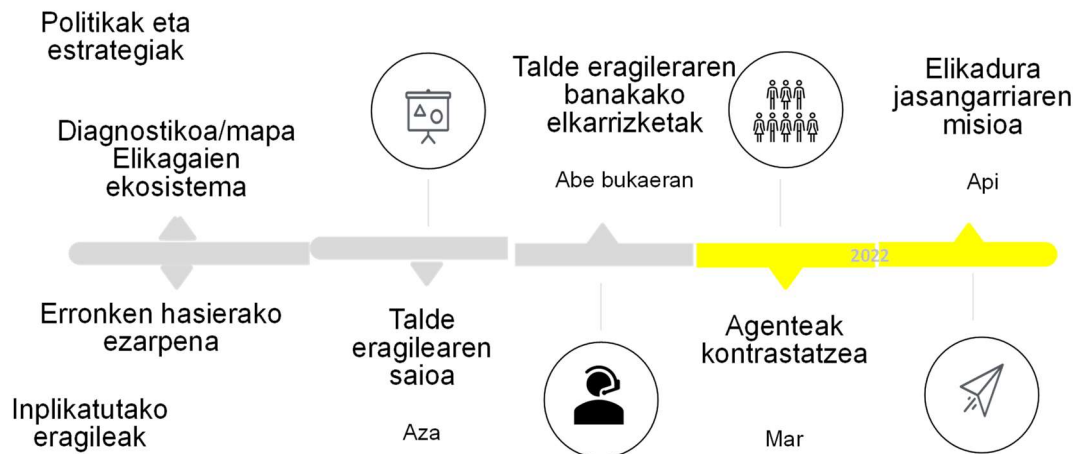 Politikak eta
estrategiak
Diagnostikoa/mapa
Elikagaien
ekosistema
Talde eragileraren
banakako
elkarrizketak
Abe bukaeran
Elikadura
jasangarriaren
misioa
Api
2022
Erronken hasierako
ezarpena
Inplikatutako
eragileak
Talde
eragilearen
saioa
Aza
Agenteak
kontrastatzea
Mar